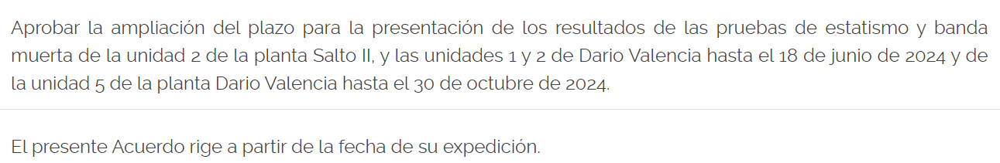 Aprobar la ampliación del plazo para la presentación de los resultados de las pruebas de estatismo y banda
muerta de la unidad 2 de la planta Salto II, y las unidades 1 y 2 de Dario Valencia hasta el 18 de junio de 2024 y de
la unidad 5 de la planta Dario Valencia hasta el 30 de octubre de 2024.
El presente Acuerdo rige a partir de la fecha de su expedición.